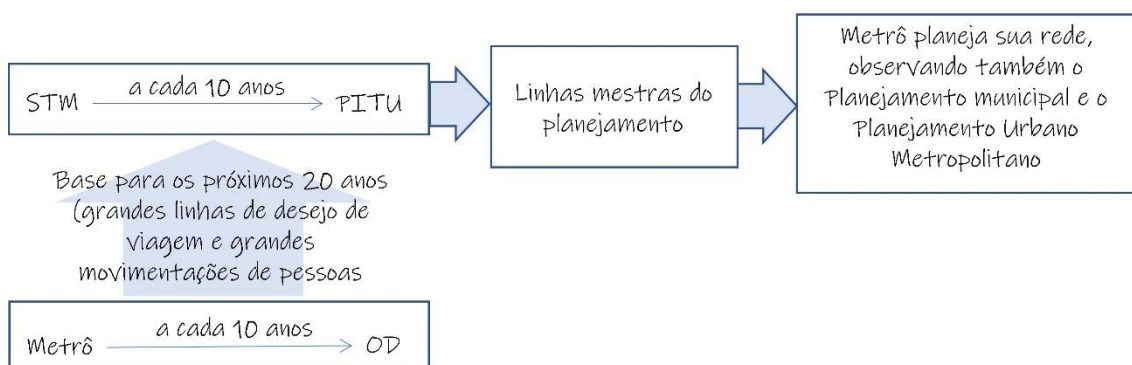 STM a cada 10 anos PITU
Linhas mestras do
planejamento
Metrô planeja sua rede,
observando também o
Planejamento municipal e o
Planejamento Urbano
Metropolitano
Base para os próximos 20 anos
(grandes linhas de desejo de
viagem e grandes
movimentações de pessoas
Metrô a cada 10 anos OD